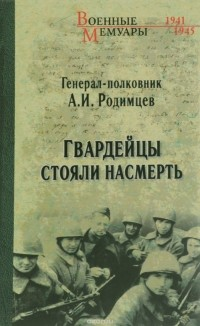 Военные 1941
Мемуары 1945
Генерал-полковник
А.И. Родимцев
Гвардейцы
стояли насмерть